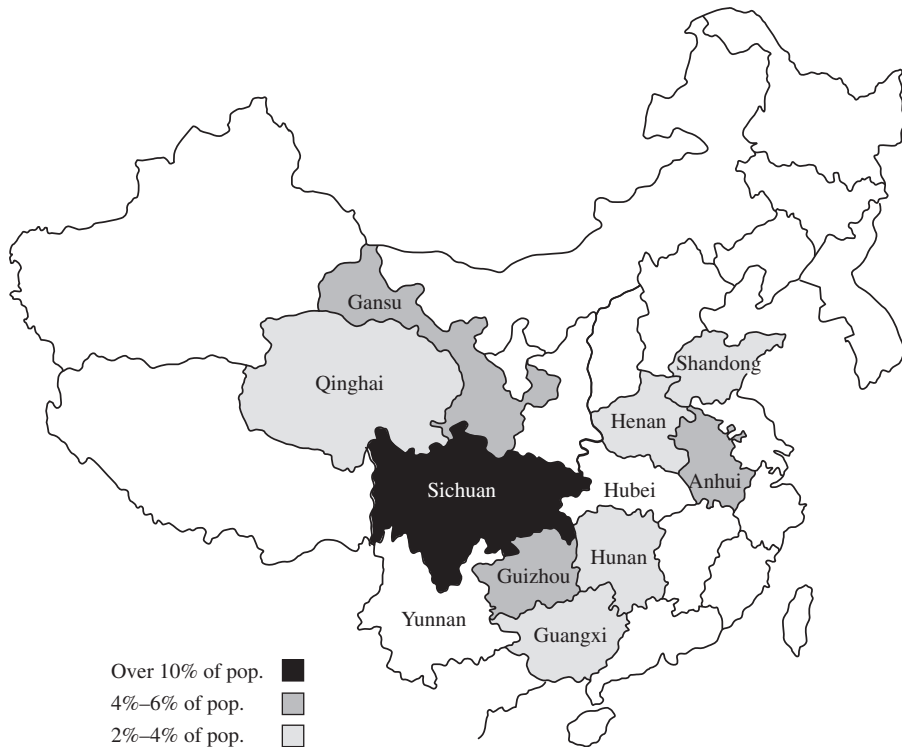 Gansu
Qinghai
Shandong
Henan
Sichuan
Hubei
Anhui
Hunan
Guizhou
Yunnan
Guangxi
Over 10% of pop.
4%–6% of pop.
2%–4% of pop.